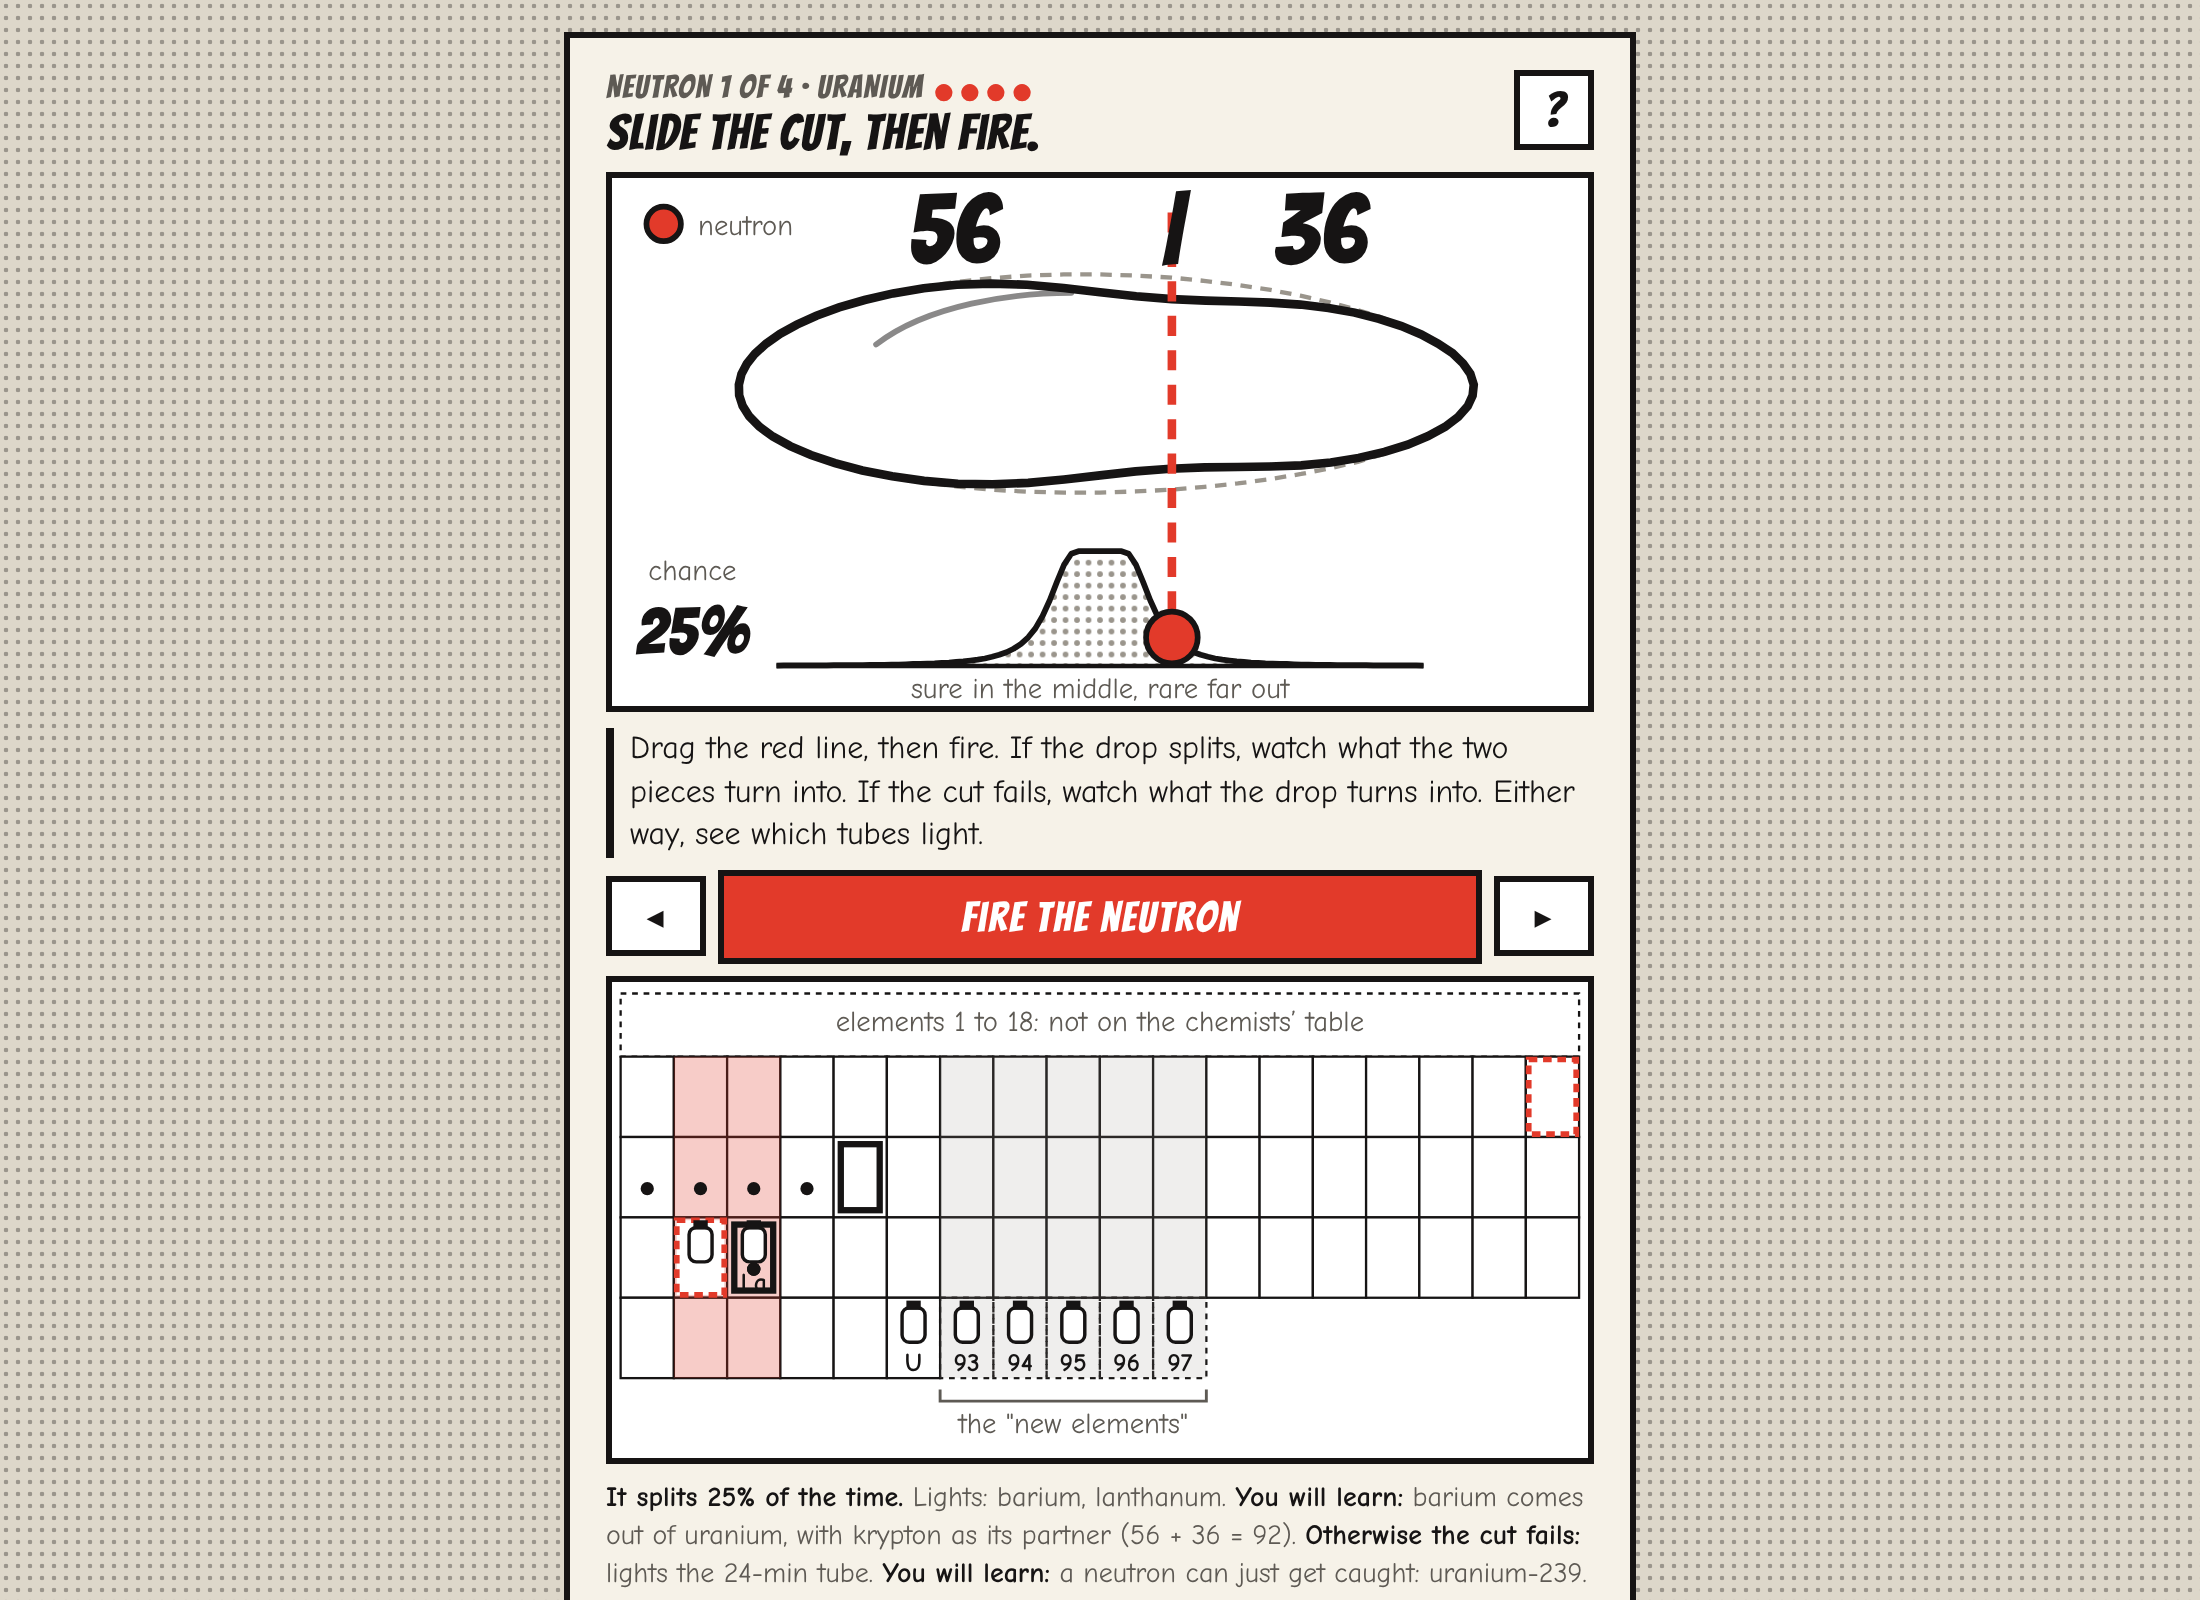 NEUTRON 1 OF 4 · URANIUM
SLIDE THE CUT, THEN FIRE.
?
neutron
56 / 36
chance
25%
sure in the middle, rare far out
Drag the red line, then fire. If the drop splits, watch what the two
pieces turn into. If the cut fails, watch what the drop turns into. Either
way, see which tubes light.
◄
FIRE THE NEUTRON
►
elements 1 to 18: not on the chemists’ table
La
U 93 94 95 96 97
the "new elements"
It splits 25% of the time. Lights: barium, lanthanum. You will learn: barium comes
out of uranium, with krypton as its partner (56 + 36 = 92). Otherwise the cut fails:
lights the 24-min tube. You will learn: a neutron can just get caught: uranium-239.